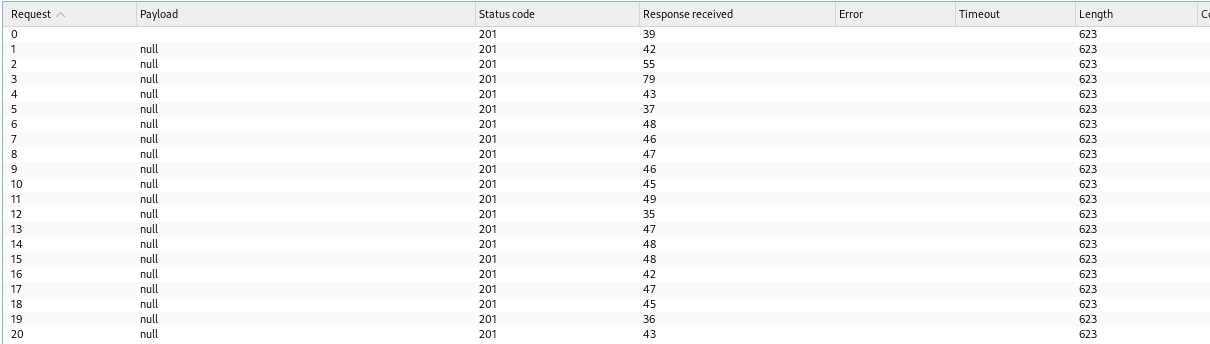 Request Payload Status code Response received Error Timeout Length Co
0 201 39 623
1 null 201 42 623
2 null 201 55 623
3 null 201 79 623
4 null 201 43 623
5 null 201 37 623
6 null 201 48 623
7 null 201 46 623
8 null 201 47 623
9 null 201 46 623
10 null 201 45 623
11 null 201 49 623
12 null 201 35 623
13 null 201 47 623
14 null 201 48 623
15 null 201 48 623
16 null 201 42 623
17 null 201 47 623
18 null 201 45 623
19 null 201 36 623
20 null 201 43 623